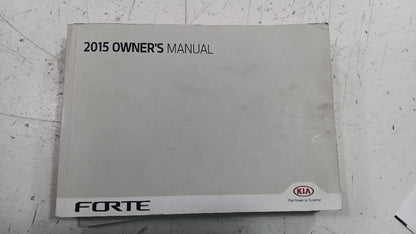 2015 OWNER'S MANUAL
FORTE
KIA
The Power to Surprise